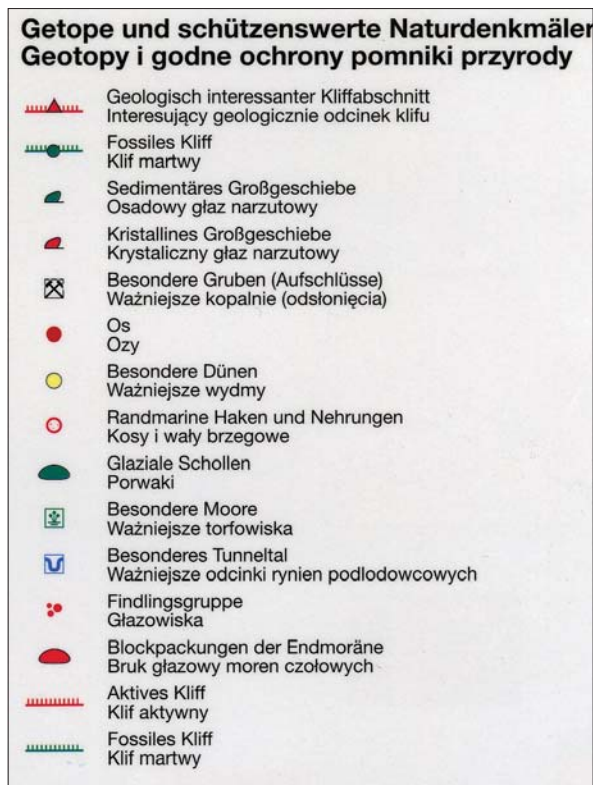 Getope und schützenswerte Naturdenkmäler
Geotopy i godne ochrony pomniki przyrody
Geologisch interessanter Kliffabschnitt
Interesujący geologicznie odcinek klifu
Fossiles Kliff
Klif martwy
Sedimentäres Großgeschiebe
Osadowy głaz narzutowy
Kristallines Großgeschiebe
Krystaliczny głaz narzutowy
Besondere Gruben (Aufschlüsse)
Ważniejsze kopalnie (odsłonięcia)
Os
Ozy
Besondere Dünen
Ważniejsze wydmy
Randmarine Haken und Nehrungen
Kosy i wały brzegowe
Glaziale Schollen
Porwaki
Besondere Moore
Ważniejsze torfowiska
Besonderes Tunneltal
Ważniejsze odcinki rynien podlodowcowych
Findlingsgruppe
Głazowiska
Blockpackungen der Endmoräne
Bruk głazowy moren czołowych
Aktives Kliff
Klif aktywny
Fossiles Kliff
Klif martwy